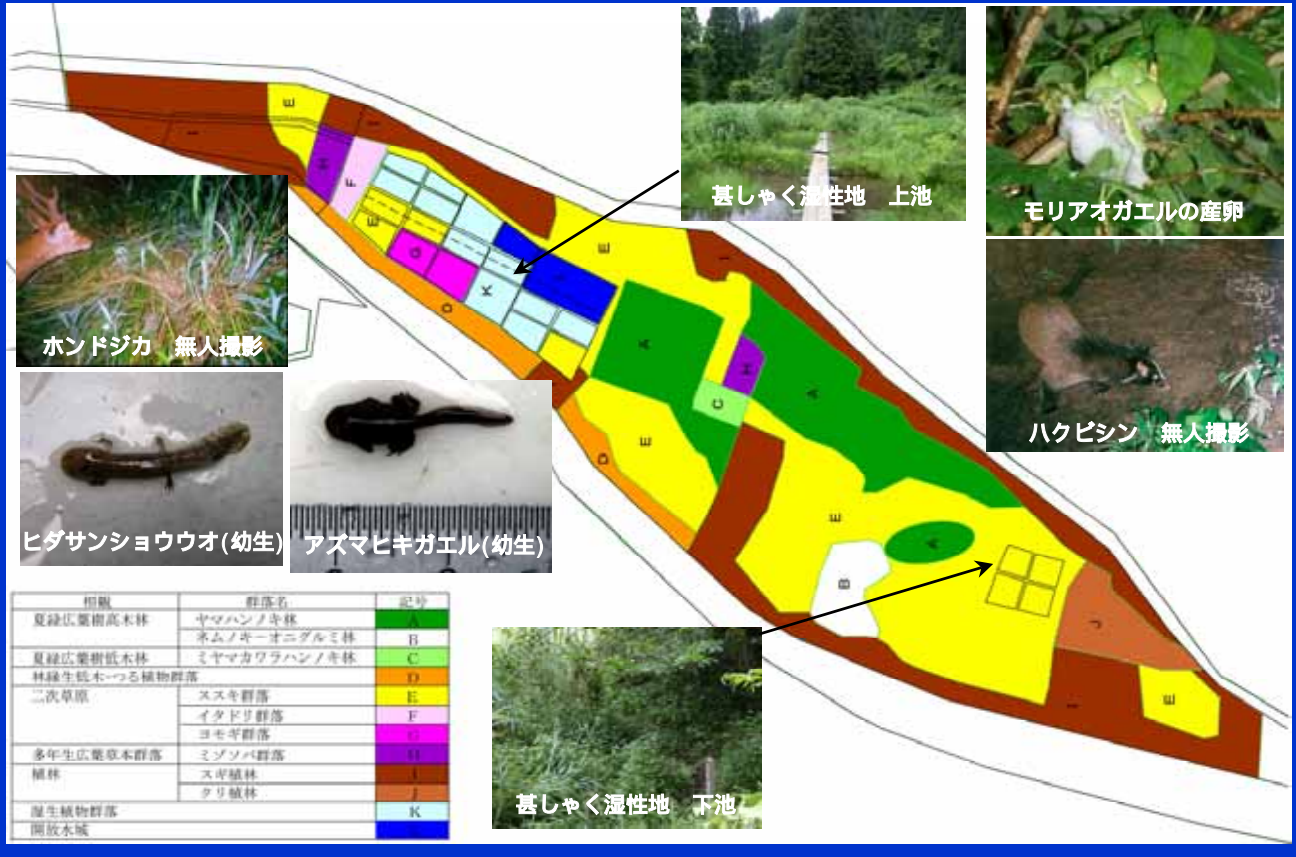 甚しゃく湿性地　上池
モリアオガエルの産卵
ホンドジカ　無人撮影
ハクビシン　無人撮影
ヒダサンショウウオ(幼生)
アズマヒキガエル(幼生)
甚しゃく湿性地　下池
相観 群落名 記号
夏緑広葉樹高木林 ヤマハンノキ林 A
ネムノキーオニグルミ林 B
夏緑広葉樹低木林 ミヤマカワラハンノキ林 C
林縁生低木-つる植物群落 D
二次草原 ススキ群落 E
イタドリ群落 F
ヨモギ群落 G
多年生広葉草本群落 ミゾソバ群落 H
植林 スギ植林 I
クリ植林 J
湿生植物群落 K
開放水域
E
I
I
H
F
E
G
K
D
E
I
A
H
A
C
E
D
E
A
B
J
I
E